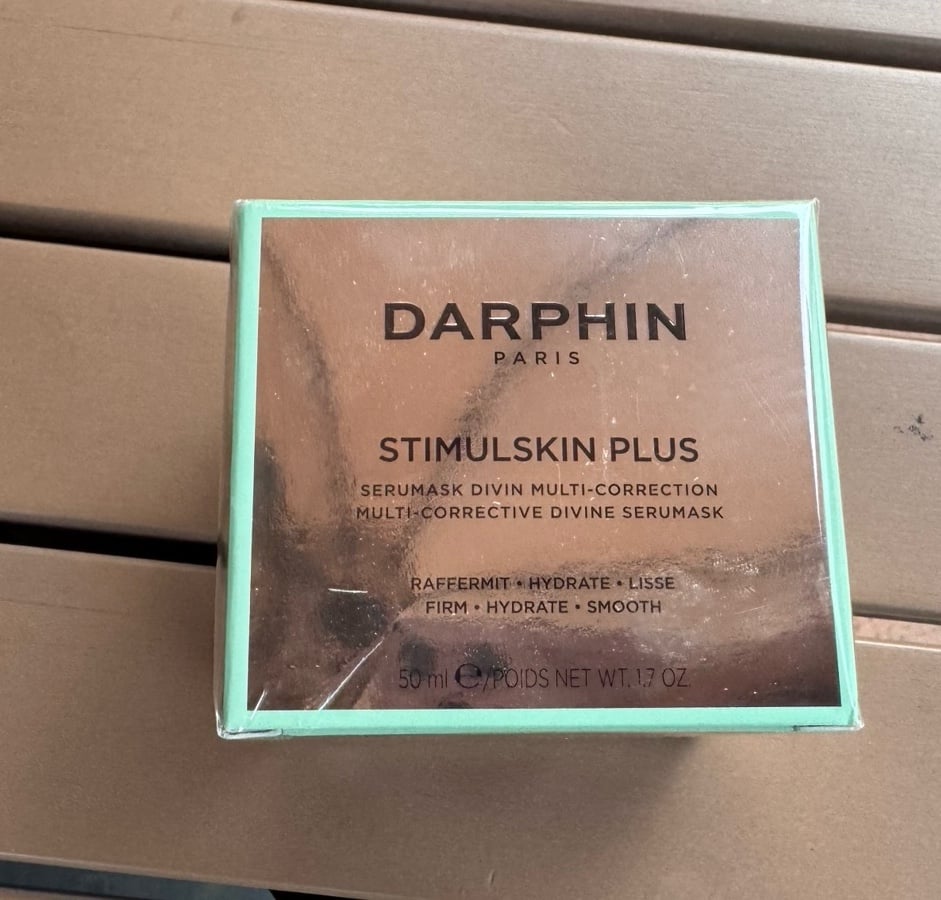 DARPHIN
PARIS
STIMULSKIN PLUS
SERUMASK DIVIN MULTI-CORRECTION
MULTI-CORRECTIVE DIVINE SERUMASK
RAFFERMIT • HYDRATE • LISSE
FIRM • HYDRATE • SMOOTH
50 ml ℮/POIDS NET WT. 1.7 OZ.